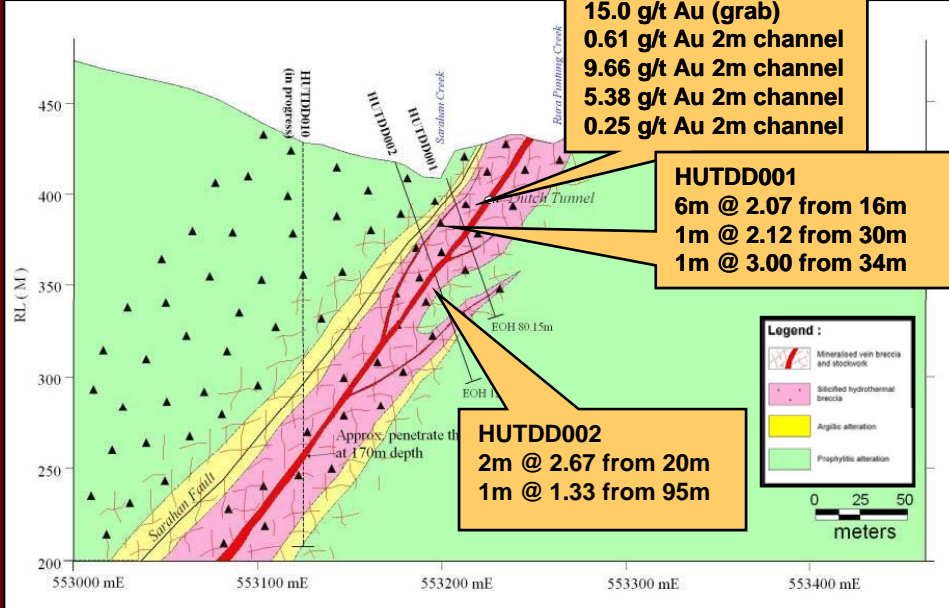 15.0 g/t Au (grab)
0.61 g/t Au 2m channel
9.66 g/t Au 2m channel
5.38 g/t Au 2m channel
0.25 g/t Au 2m channel
HUTDD010
(in progress)
HUTDD002
HUTDD001
Sarahan Creek
Rara Puntung Creek
450
400
350
300
250
200
RL ( M )
Dutch Tunnel
HUTDD001
6m @ 2.07 from 16m
1m @ 2.12 from 30m
1m @ 3.00 from 34m
EOH 80.15m
EOH
Approx. penetrate
at 170m depth
Sarahan Fault
HUTDD002
2m @ 2.67 from 20m
1m @ 1.33 from 95m
Legend :
Mineralised vein breccia
and stockwork
Silicified hydrothermal
breccia
Argillic alteration
Prophylitic alteration
0 25 50
meters
553000 mE
553100 mE
553200 mE
553300 mE
553400 mE